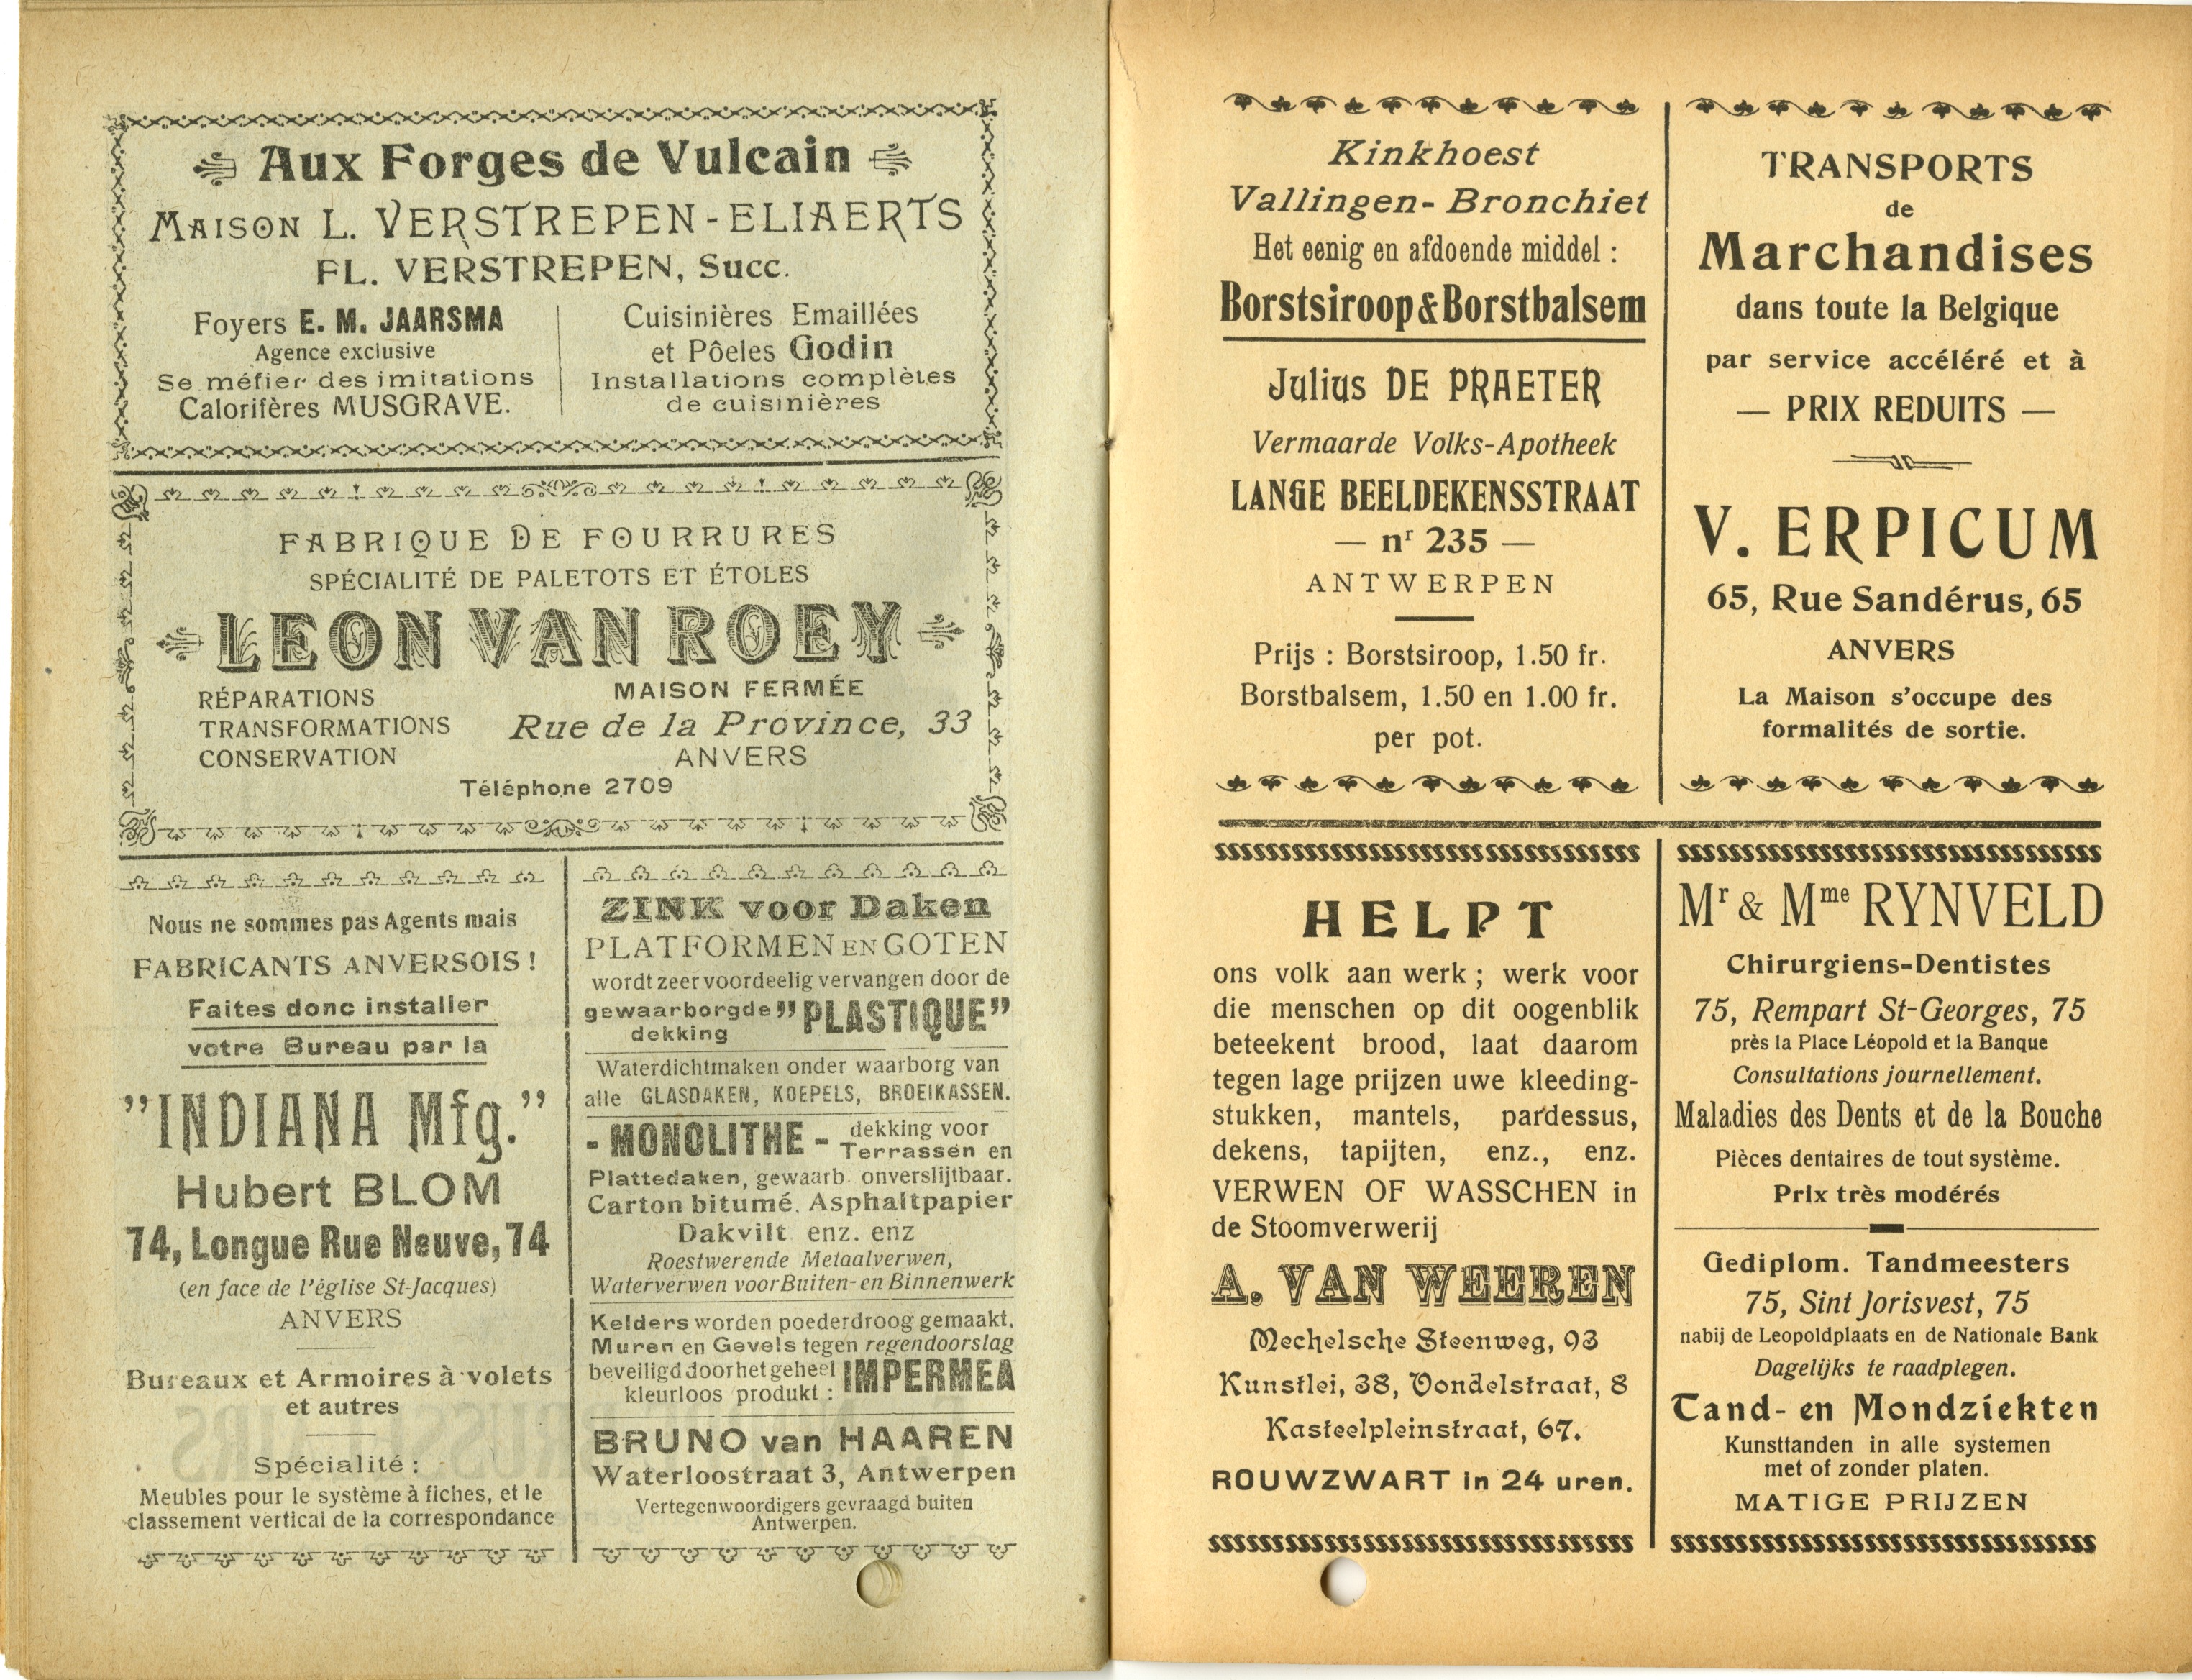 Aux Forges de Vulcain
MAISON L. VERSTREPEN-ELIAERTS
FL. VERSTREPEN, Succ.
Foyers E. M. JAARSMA
Agence exclusive
Se méfier des imitations
Calorifères MUSGRAVE.
Cuisinières Emaillées
et Pôeles Godin
Installations complètes
de cuisinières
FABRIQUE DE FOURRURES
SPÉCIALITÉ DE PALETOTS ET ÉTOLES
LEON VAN ROEY
RÉPARATIONS
TRANSFORMATIONS
CONSERVATION
MAISON FERMÉE
Rue de la Province, 33
ANVERS
Téléphone 2709
Nous ne sommes pas Agents mais
FABRICANTS ANVERSOIS !
Faites donc installer
votre Bureau par la
"INDIANA Mfg."
Hubert BLOM
74, Longue Rue Neuve, 74
(en face de l'église St-Jacques)
ANVERS
Bureaux et Armoires à volets
et autres
Spécialité :
Meubles pour le système à fiches, et le
classement vertical de la correspondance
ZINK voor Daken
PLATFORMEN EN GOTEN
wordt zeer voordeelig vervangen door de
gewaarborgde dekking "PLASTIQUE"
Waterdichtmaken onder waarborg van
alle GLASDAKEN, KOEPELS, BROEIKASSEN.
- MONOLITHE - dekking voor Terrassen en
Plattedaken, gewaarb. onverslijtbaar.
Carton bitumé, Asphaltpapier
Dakvilt enz. enz
Roestwerende Metaalverwen,
Waterverwen voor Buiten- en Binnenwerk
Kelders worden poederdroog gemaakt.
Muren en Gevels tegen regendoorslag
beveiligd door het geheel
kleurloos produkt : IMPERMEA
BRUNO van HAAREN
Waterloostraat 3, Antwerpen
Vertegenwoordigers gevraagd buiten
Antwerpen.
Kinkhoest
Vallingen- Bronchiet
Het eenig en afdoende middel :
Borstsiroop & Borstbalsem
Julius DE PRAETER
Vermaarde Volks-Apotheek
LANGE BEELDEKENSSTRAAT
— nr 235 —
ANTWERPEN
Prijs : Borstsiroop, 1.50 fr.
Borstbalsem, 1.50 en 1.00 fr.
per pot.
TRANSPORTS
de
Marchandises
dans toute la Belgique
par service accéléré et à
— PRIX REDUITS —
V. ERPICUM
65, Rue Sandérus, 65
ANVERS
La Maison s'occupe des
formalités de sortie.
HELPT
ons volk aan werk ; werk voor
die menschen op dit oogenblik
beteekent brood, laat daarom
tegen lage prijzen uwe kleeding-
stukken, mantels, pardessus,
dekens, tapijten, enz., enz.
VERWEN OF WASSCHEN in
de Stoomverwerij
A. VAN WEEREN
Mechelsche Steenweg, 93
Kunstlei, 38, Vondelstraat, 8
Kasteelpleinstraat, 67.
ROUWZWART in 24 uren.
Mr & Mme RYNVELD
Chirurgiens-Dentistes
75, Rempart St-Georges, 75
près la Place Léopold et la Banque
Consultations journellement.
Maladies des Dents et de la Bouche
Pièces dentaires de tout système.
Prix très modérés
Gediplom. Tandmeesters
75, Sint Jorisvest, 75
nabij de Leopoldplaats en de Nationale Bank
Dagelijks te raadplegen.
Tand- en Mondziekten
Kunsttanden in alle systemen
met of zonder platen.
MATIGE PRIJZEN